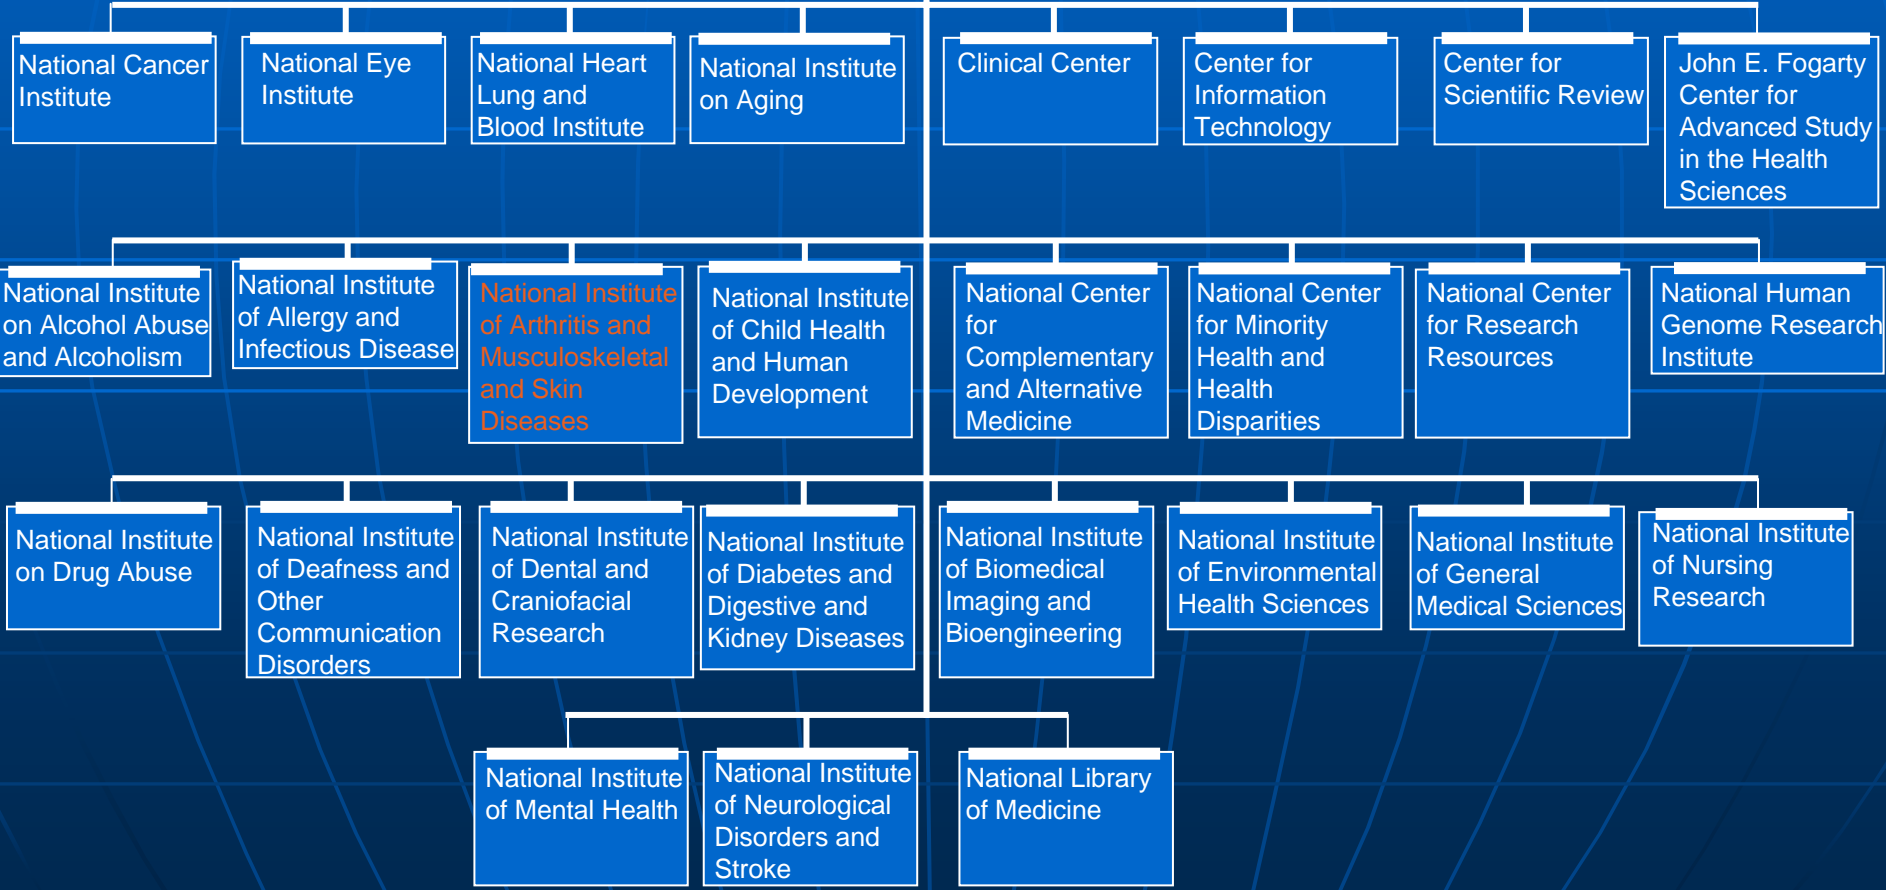 National Cancer
Institute
National Eye
Institute
National Heart
Lung and
Blood Institute
National Institute
on Aging
Clinical Center
Center for
Information
Technology
Center for
Scientific Review
John E. Fogarty
Center for
Advanced Study
in the Health
Sciences
National Institute
on Alcohol Abuse
and Alcoholism
National Institute
of Allergy and
Infectious Disease
National Institute
of Arthritis and
Musculoskeletal
and Skin
Diseases
National Institute
of Child Health
and Human
Development
National Center
for
Complementary
and Alternative
Medicine
National Center
for Minority
Health and
Health
Disparities
National Center
for Research
Resources
National Human
Genome Research
Institute
National Institute
on Drug Abuse
National Institute
of Deafness and
Other
Communication
Disorders
National Institute
of Dental and
Craniofacial
Research
National Institute
of Diabetes and
Digestive and
Kidney Diseases
National Institute
of Biomedical
Imaging and
Bioengineering
National Institute
of Environmental
Health Sciences
National Institute
of General
Medical Sciences
National Institute
of Nursing
Research
National Institute
of Mental Health
National Institute
of Neurological
Disorders and
Stroke
National Library
of Medicine